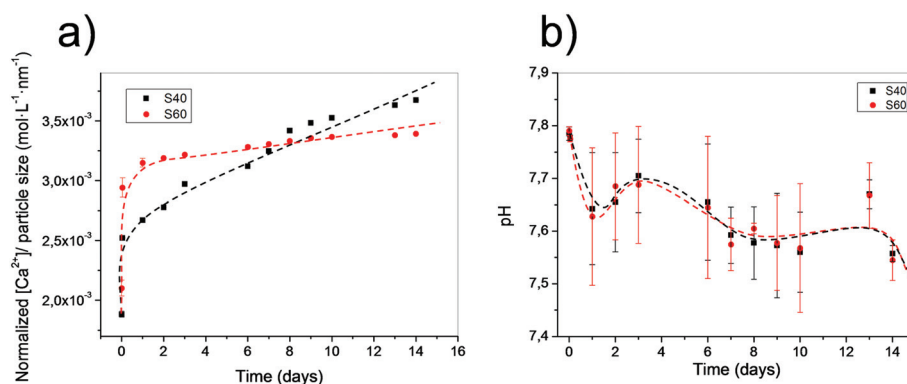 a)
Normalized [Ca²⁺]/ particle size (mol·L⁻¹·nm⁻¹)
S40
S60
3,5x10⁻³
3,0x10⁻³
2,5x10⁻³
2,0x10⁻³
0 2 4 6 8 10 12 14 16
Time (days)
b)
pH
7,9
7,8
7,7
7,6
7,5
7,4
S40
S60
0 2 4 6 8 10 12 14
Time (days)